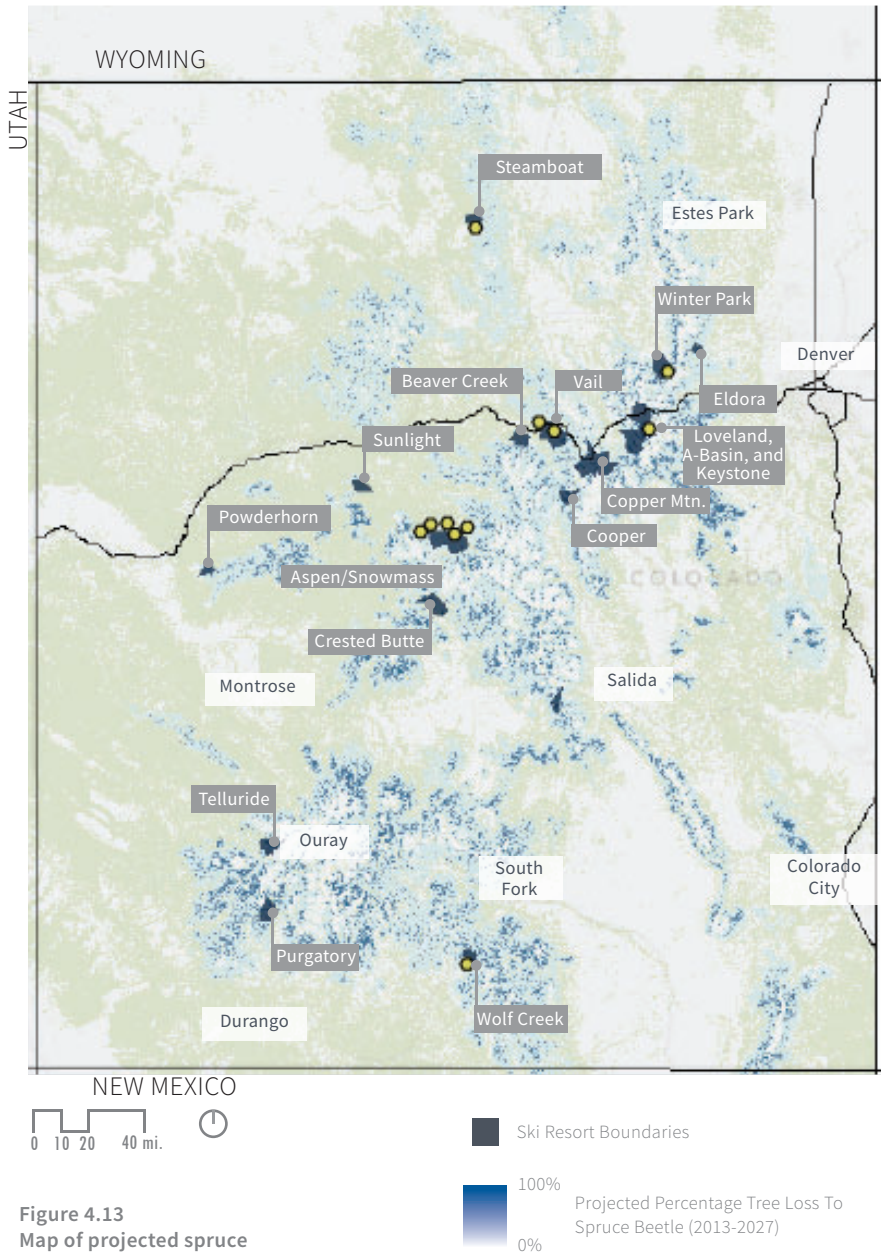 WYOMING
UTAH
Steamboat
Estes Park
Winter Park
Denver
Beaver Creek
Vail
Eldora
Sunlight
Loveland,
A-Basin, and
Keystone
Copper Mtn.
Powderhorn
Cooper
COLORADO
Aspen/Snowmass
Crested Butte
Montrose
Salida
Telluride
Ouray
South
Fork
Colorado
City
Purgatory
Wolf Creek
Durango
NEW MEXICO
0 10 20 40 mi.
Ski Resort Boundaries
100%
Projected Percentage Tree Loss To
Spruce Beetle (2013-2027)
0%
Figure 4.13
Map of projected spruce